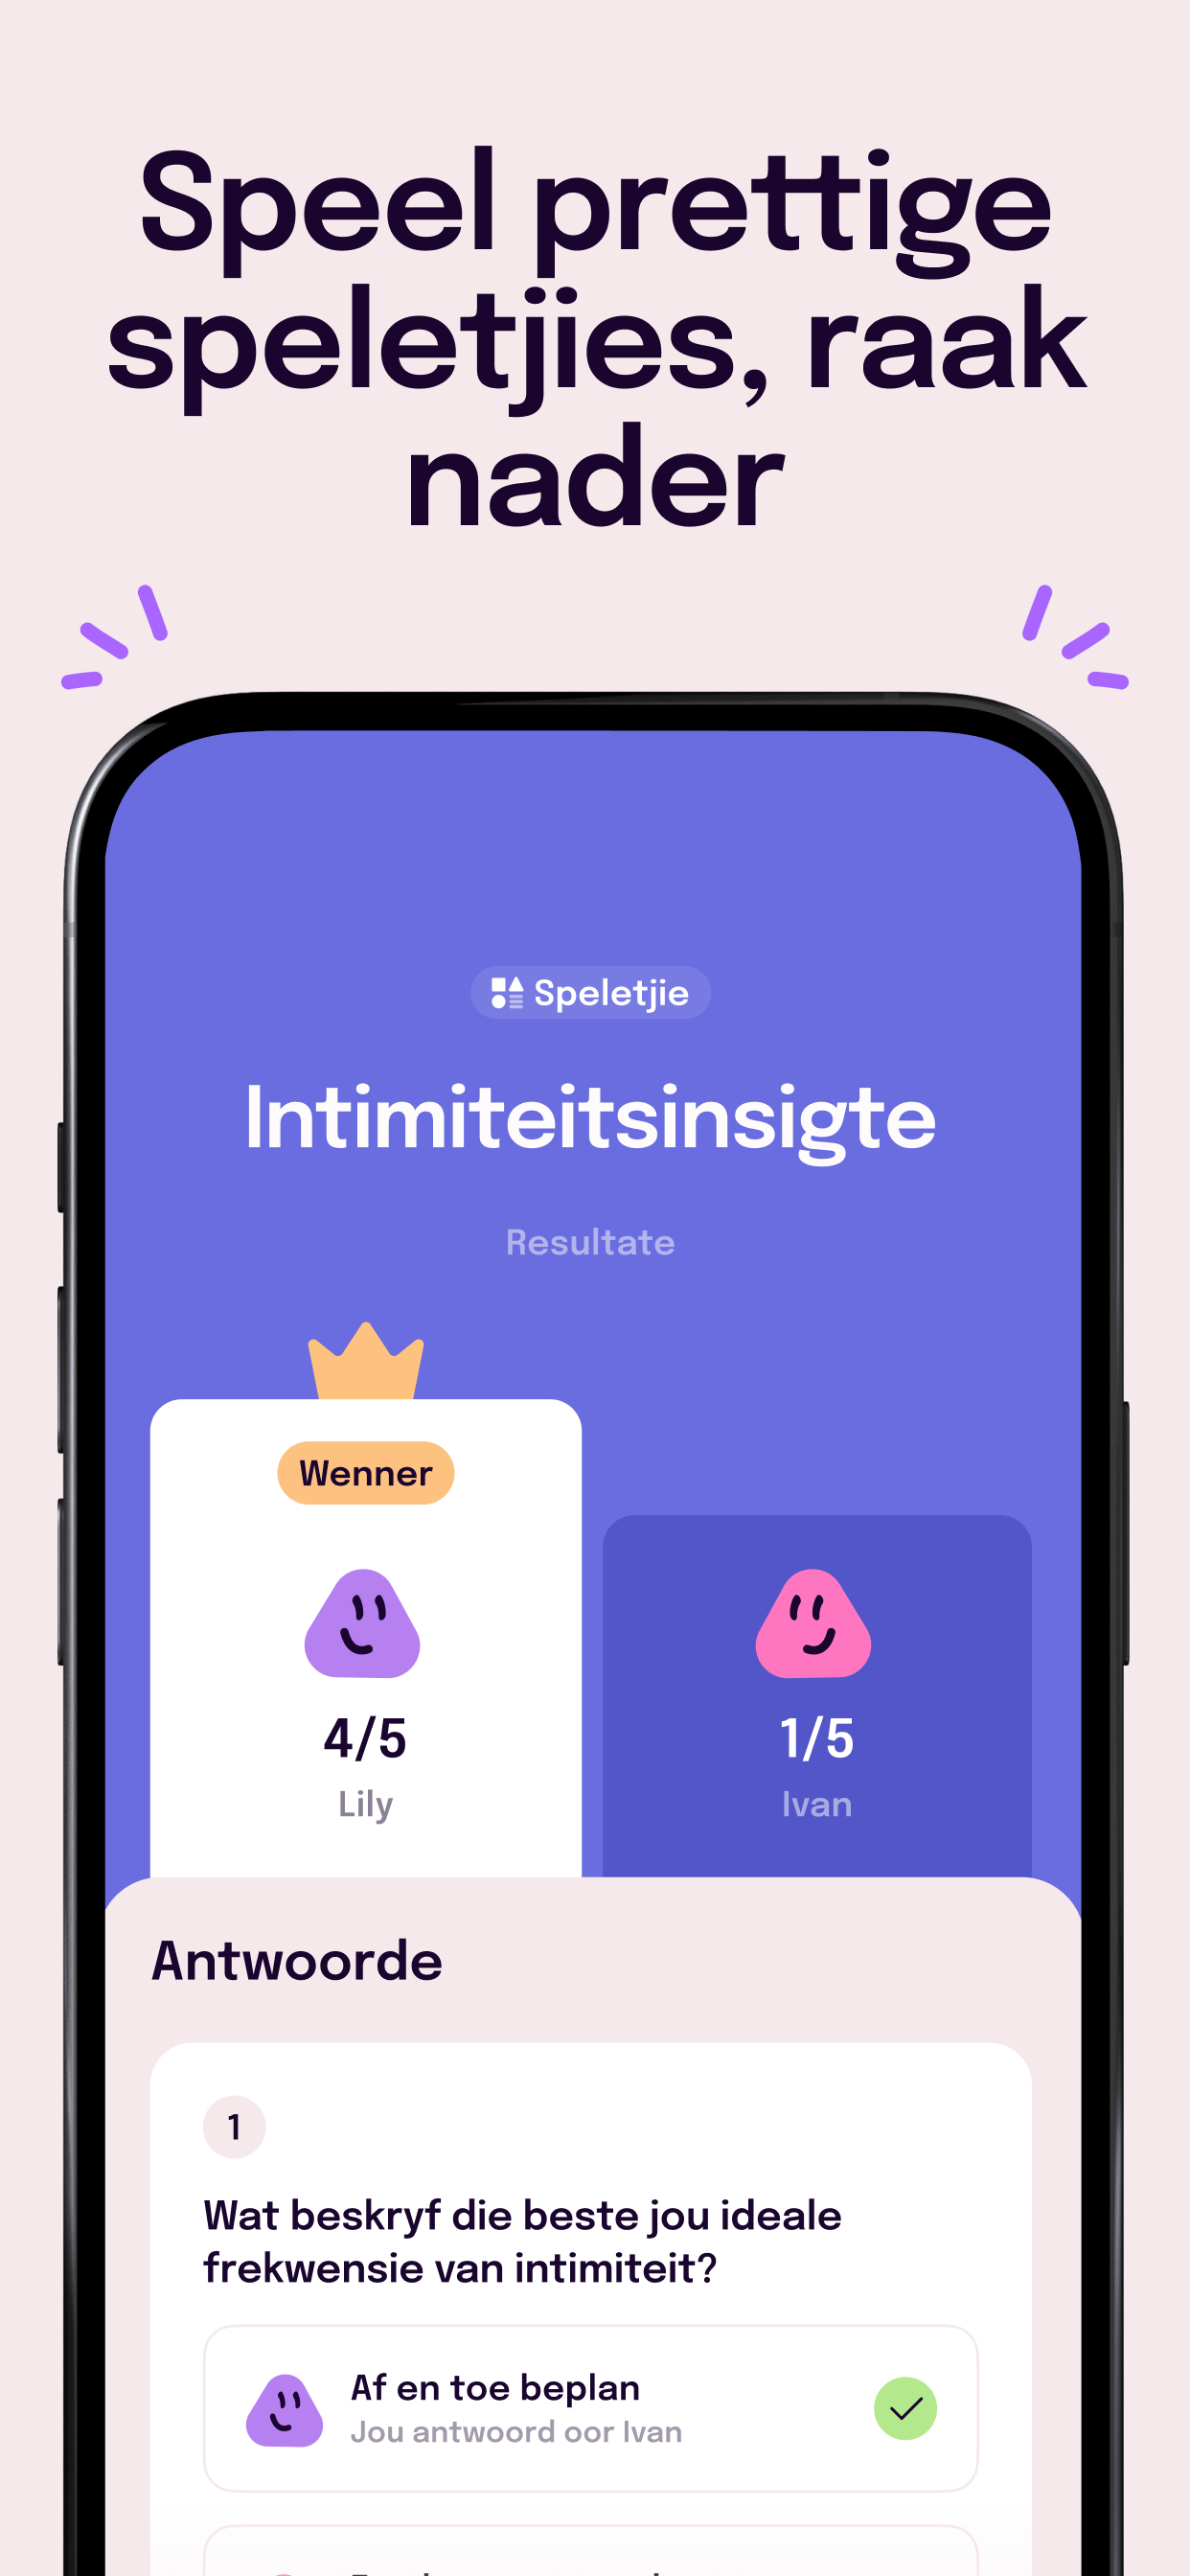 Speel prettige
speletjies, raak
nader
Speletjie
Intimiteitsinsigte
Resultate
Wenner
4/5
Lily
1/5
Ivan
Antwoorde
1
Wat beskryf die beste jou ideale
frekwensie van intimiteit?
Af en toe beplan
Jou antwoord oor Ivan